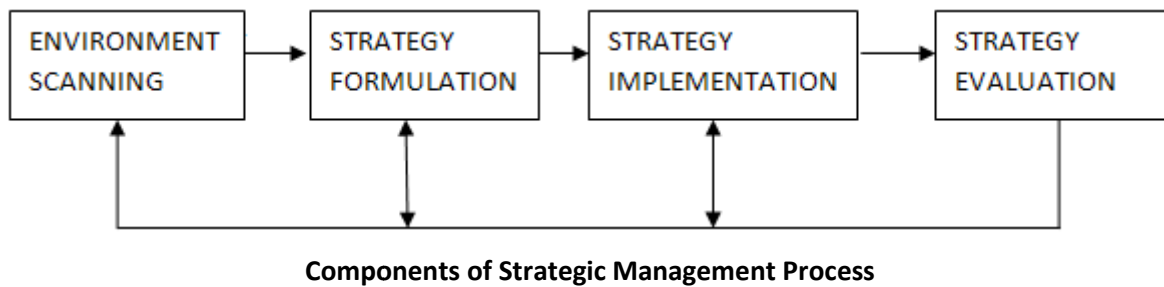 ENVIRONMENT
SCANNING
STRATEGY
FORMULATION
STRATEGY
IMPLEMENTATION
STRATEGY
EVALUATION
Components of Strategic Management Process